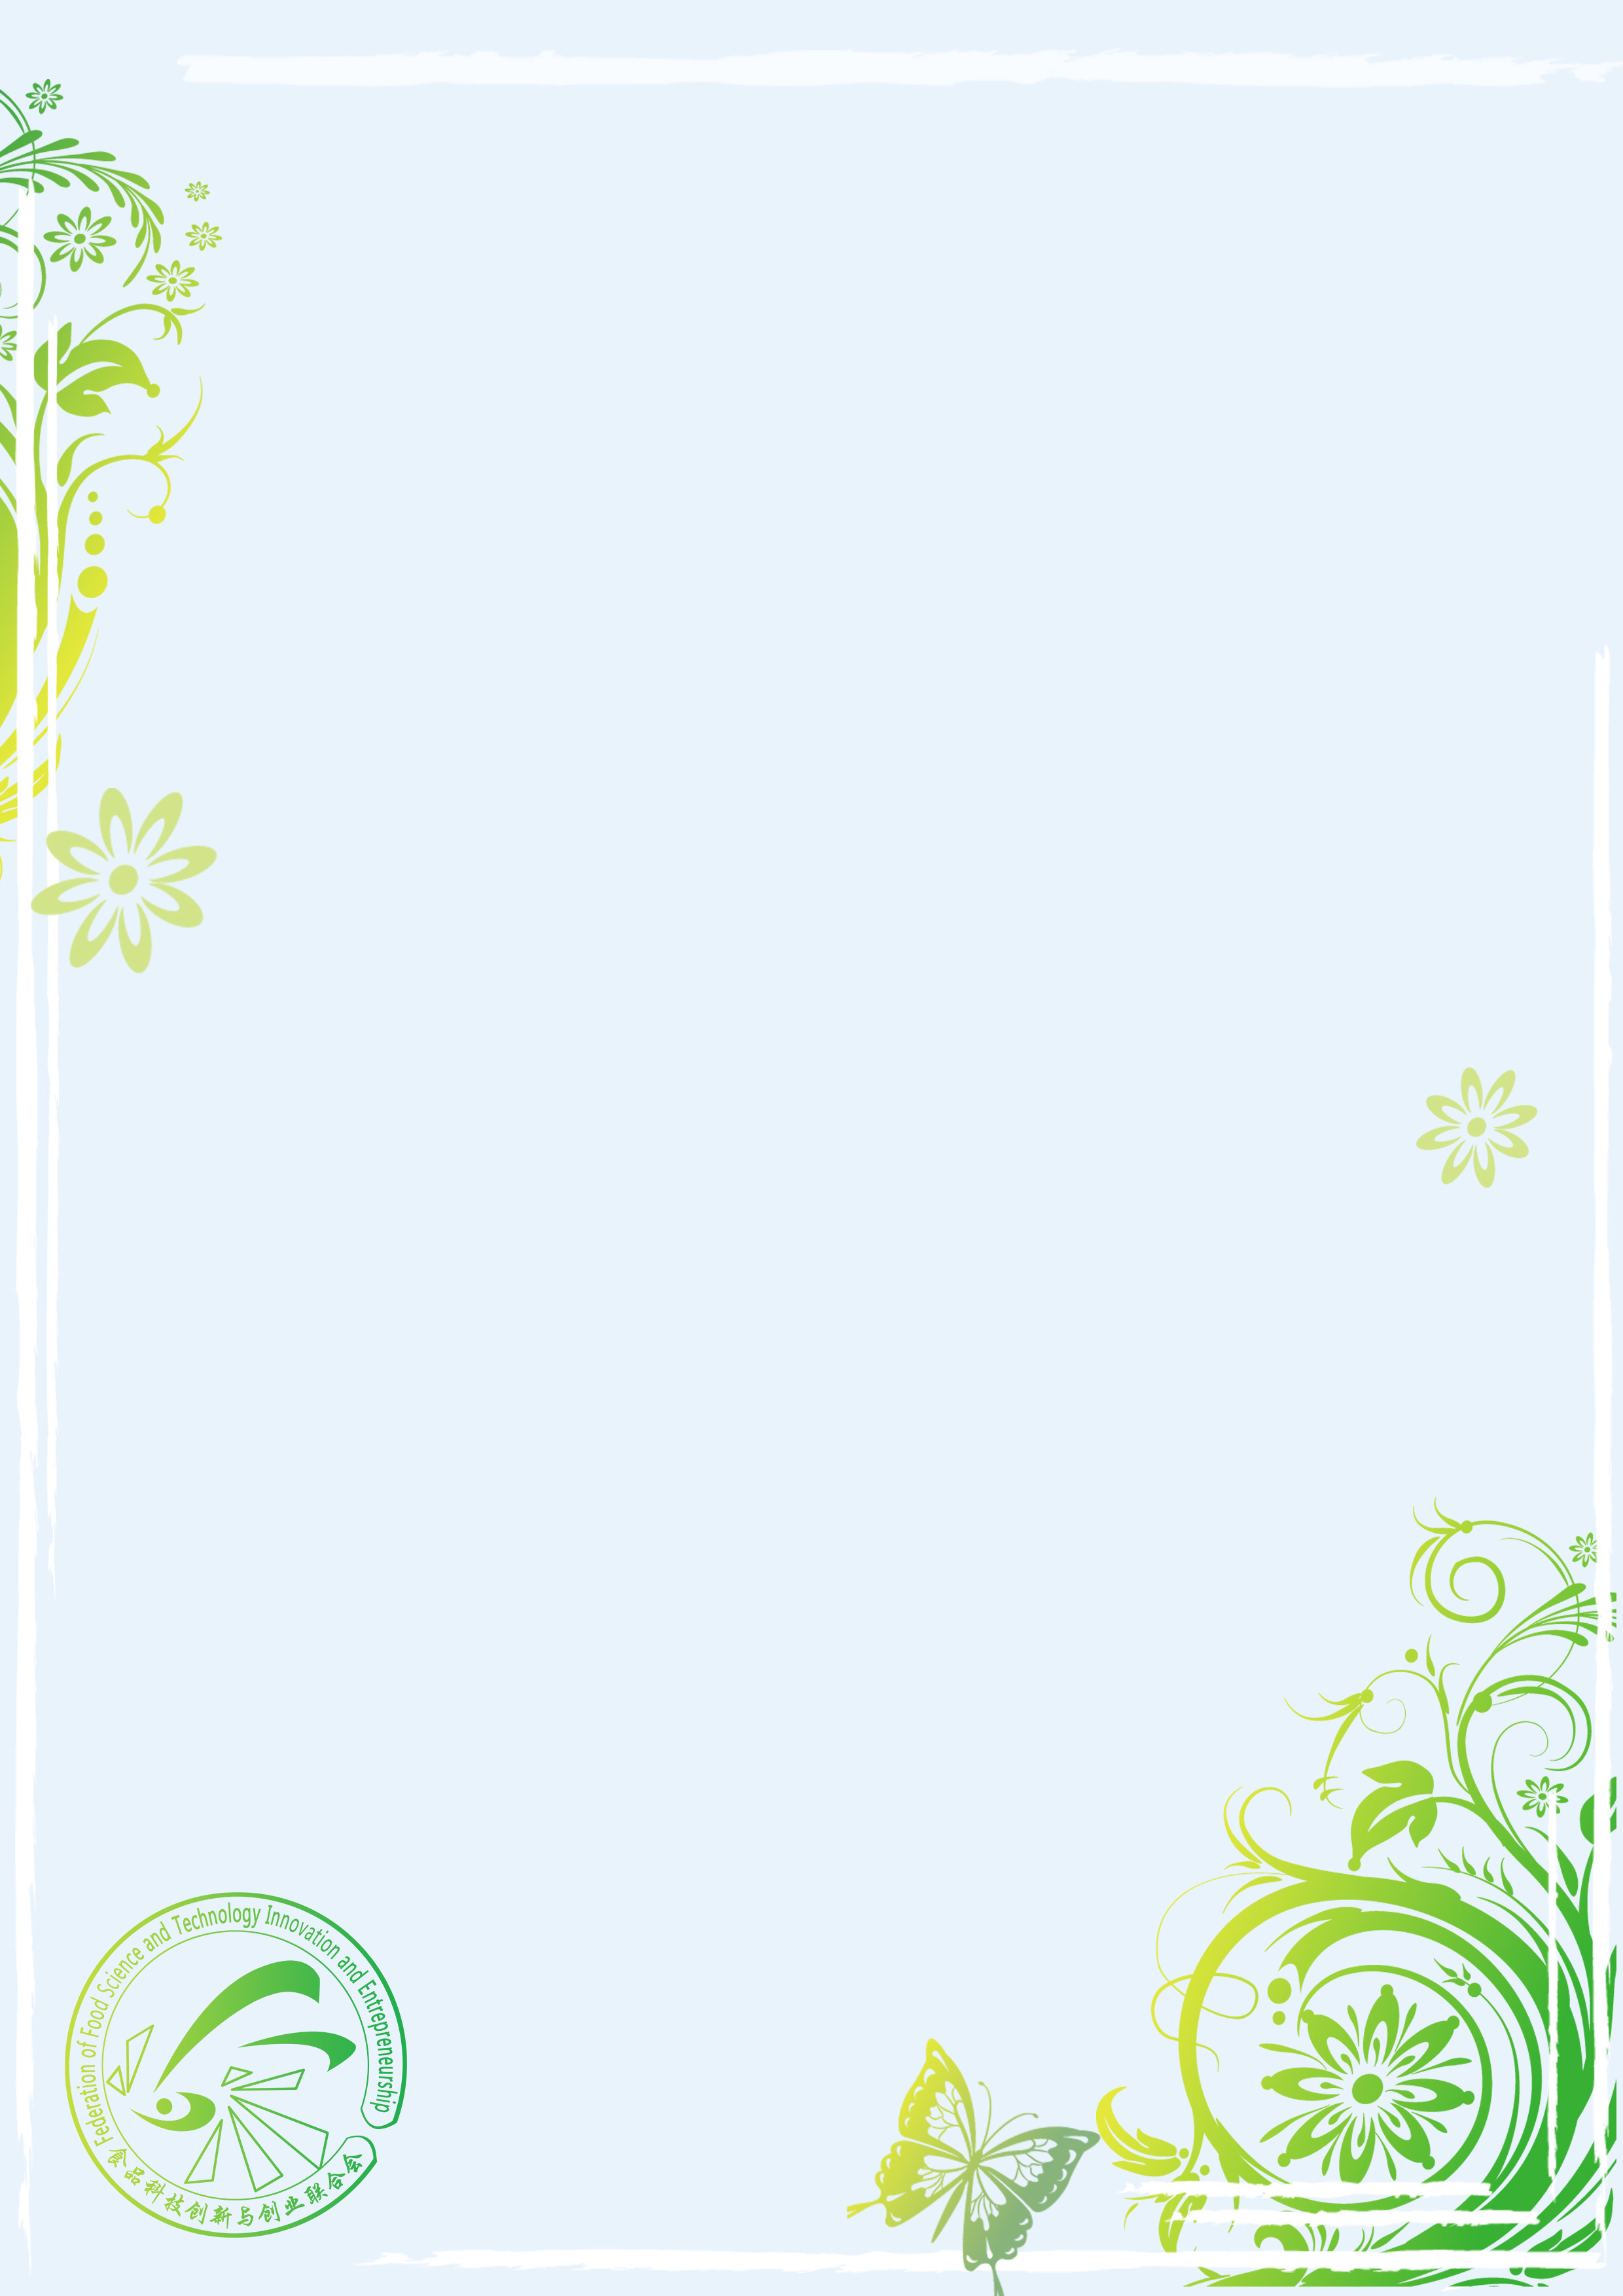 Federation of Food Science and Technology Innovation and Entrepreneurship
食品科技创新与创业联合会